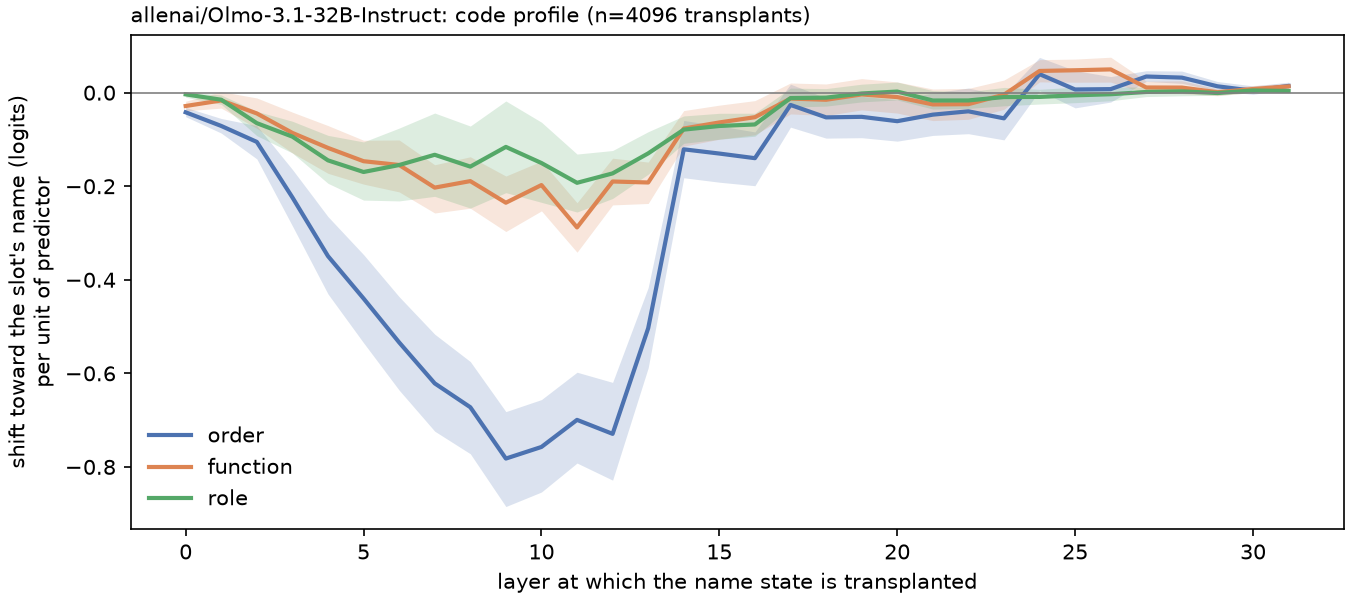 allenai/Olmo-3.1-32B-Instruct: code profile (n=4096 transplants)
shift toward the slot's name (logits)
per unit of predictor
0.0
−0.2
−0.4
−0.6
−0.8
order
function
role
0 5 10 15 20 25 30
layer at which the name state is transplanted